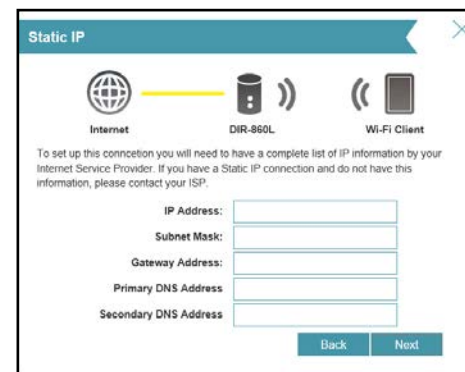 Static IP
Internet
DIR-860L
Wi-Fi Client
To set up this conncetion you will need to have a complete list of IP information by your
Internet Service Provider. If you have a Static IP connection and do not have this
information, please contact your ISP.
IP Address:
Subnet Mask:
Gateway Address:
Primary DNS Address
Secondary DNS Address
Back
Next